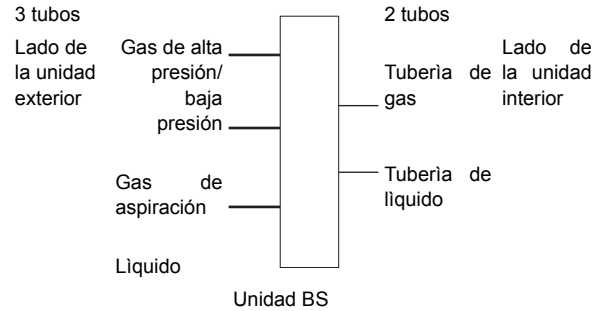 3 tubos
Lado de
la unidad
exterior
Gas de alta
presión/
baja
presión
Gas de
aspiración
Lìquido
2 tubos
Tuberìa de
gas
Tuberìa de
lìquido
Lado de
la unidad
interior
Unidad BS